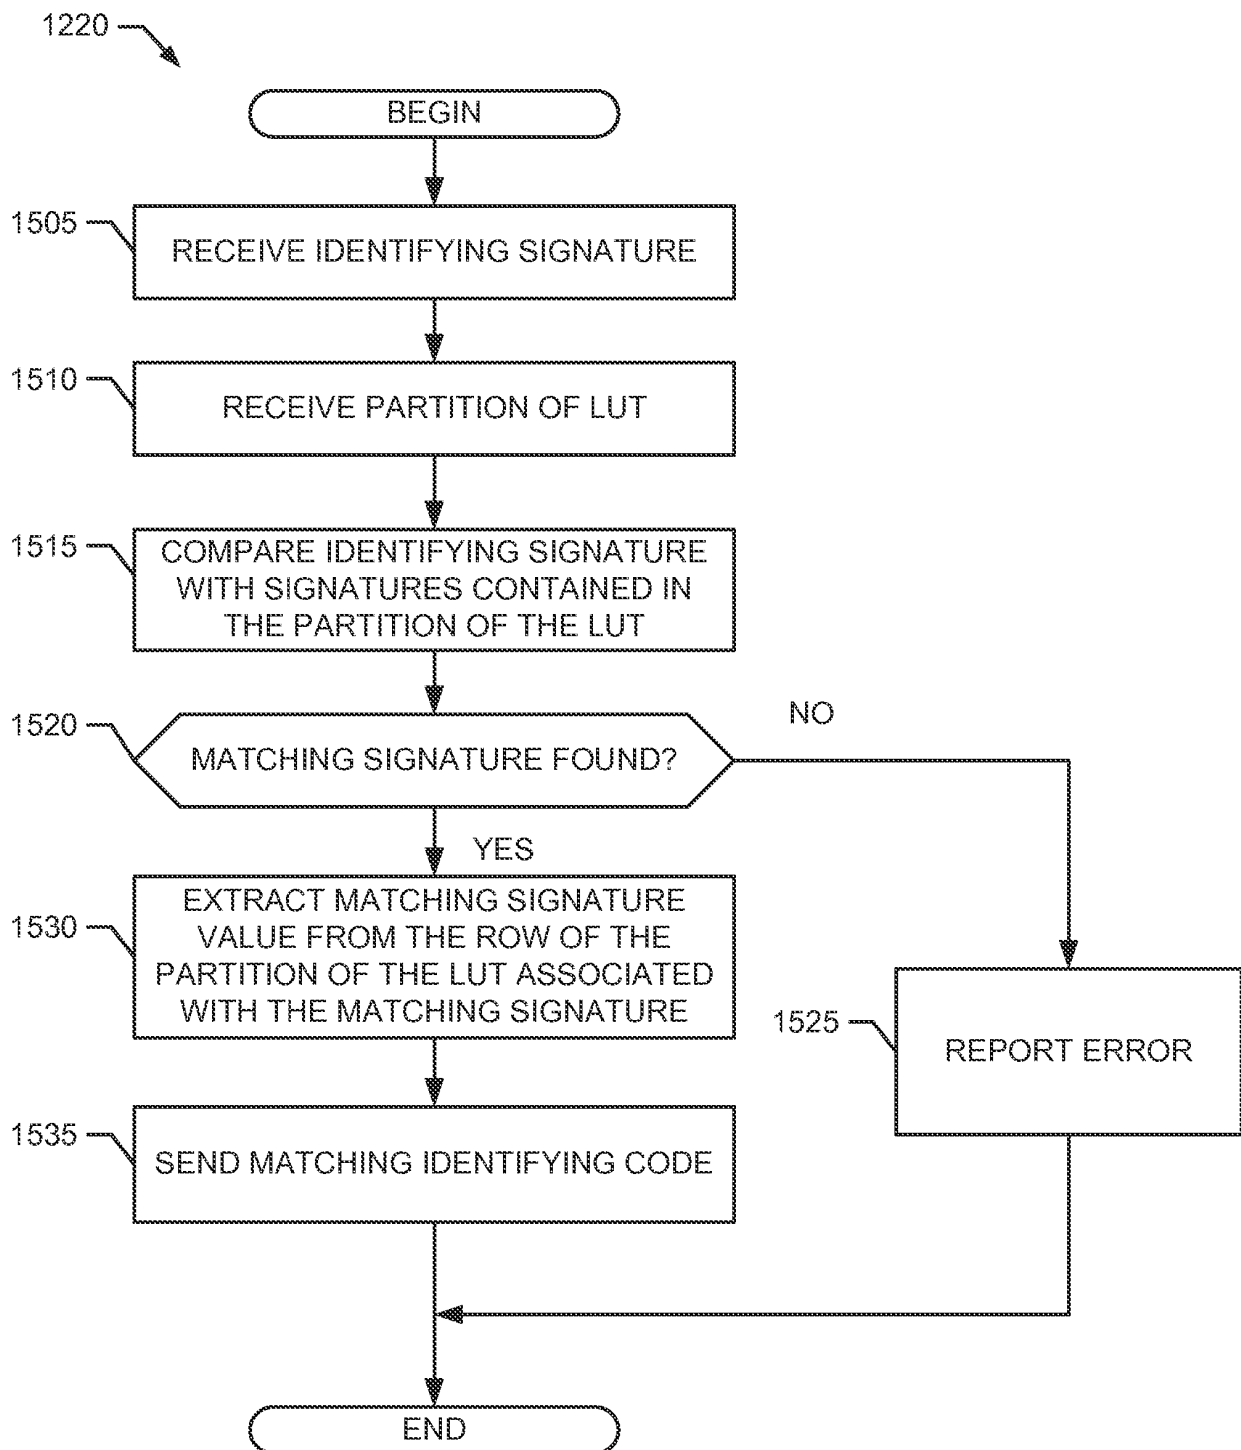 1220
BEGIN
1505
RECEIVE IDENTIFYING SIGNATURE
1510
RECEIVE PARTITION OF LUT
1515
COMPARE IDENTIFYING SIGNATURE
WITH SIGNATURES CONTAINED IN
THE PARTITION OF THE LUT
1520
MATCHING SIGNATURE FOUND?
NO
YES
1530
EXTRACT MATCHING SIGNATURE
VALUE FROM THE ROW OF THE
PARTITION OF THE LUT ASSOCIATED
WITH THE MATCHING SIGNATURE
1525
REPORT ERROR
1535
SEND MATCHING IDENTIFYING CODE
END